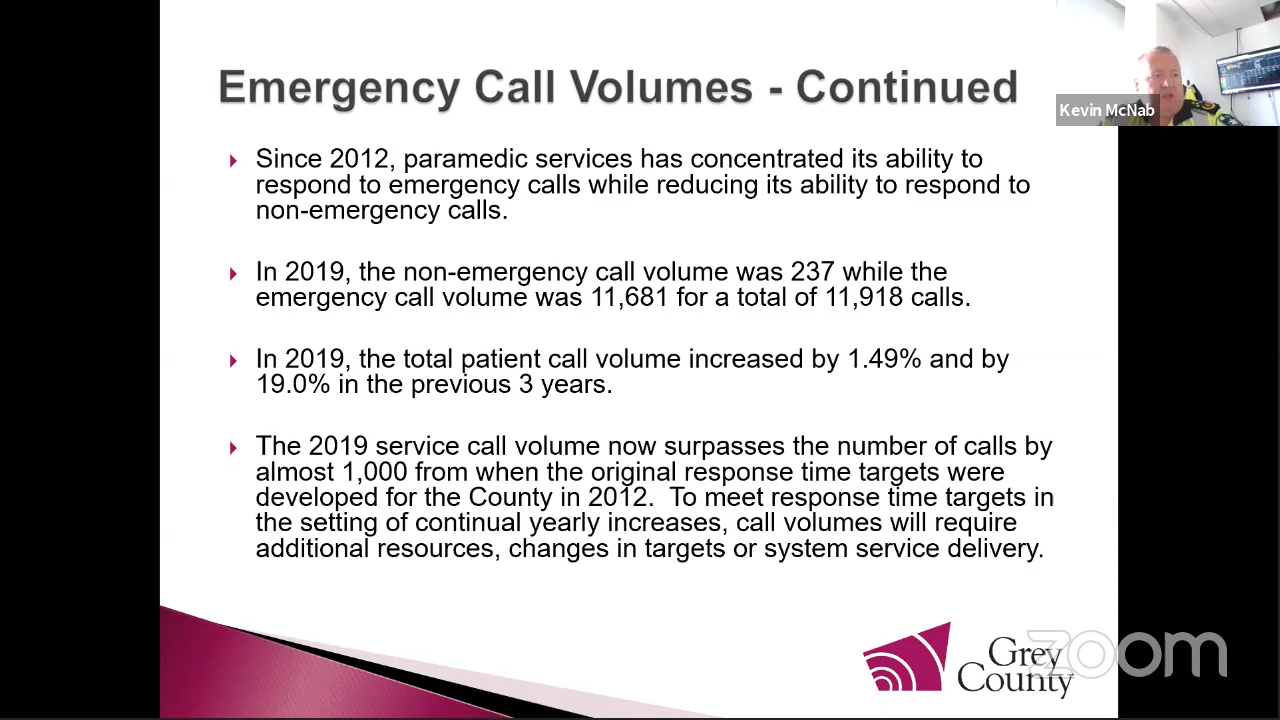 Emergency Call Volumes - Continued
Kevin McNab
Since 2012, paramedic services has concentrated its ability to
respond to emergency calls while reducing its ability to respond to
non-emergency calls.
In 2019, the non-emergency call volume was 237 while the
emergency call volume was 11,681 for a total of 11,918 calls.
In 2019, the total patient call volume increased by 1.49% and by
19.0% in the previous 3 years.
The 2019 service call volume now surpasses the number of calls by
almost 1,000 from when the original response time targets were
developed for the County in 2012.  To meet response time targets in
the setting of continual yearly increases, call volumes will require
additional resources, changes in targets or system service delivery.
Grey
County
zoom